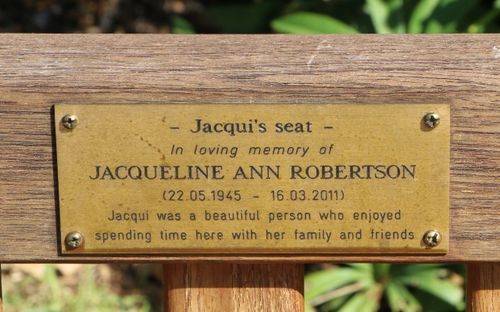 - Jacqui's seat -
In loving memory of
JACQUELINE ANN ROBERTSON
(22.05.1945 - 16.03.2011)
Jacqui was a beautiful person who enjoyed
spending time here with her family and friends